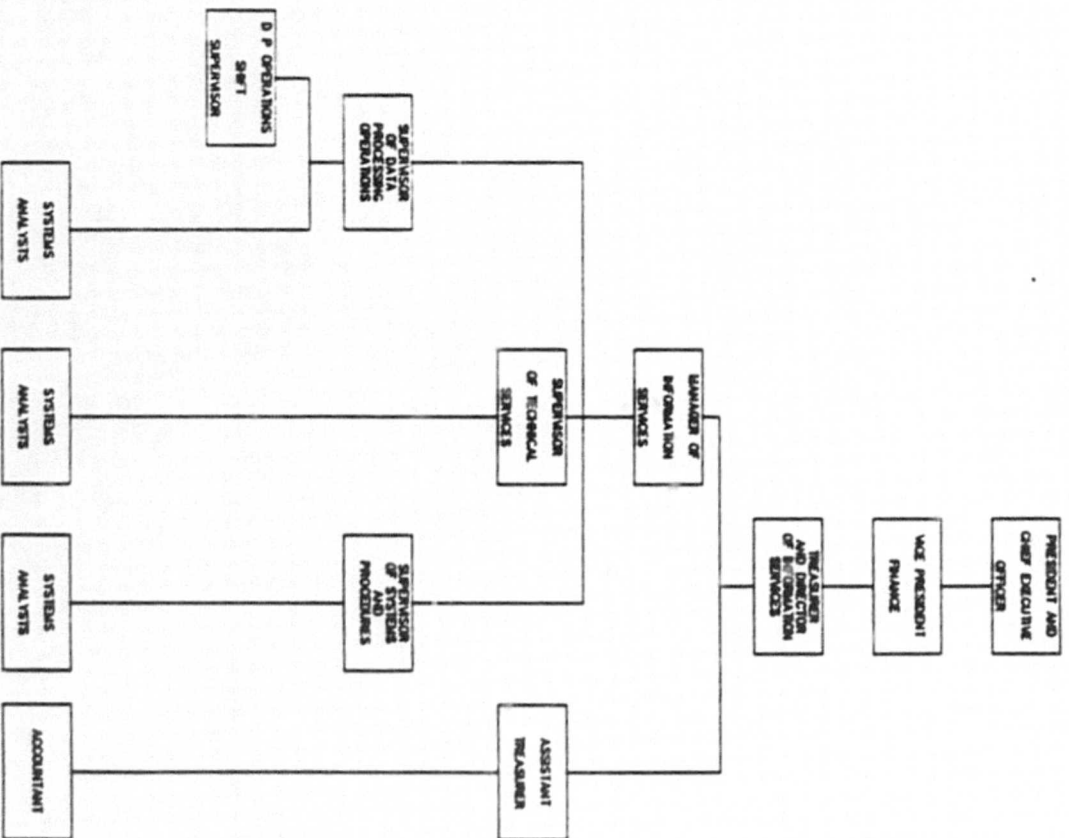 PRESIDENT AND
CHIEF EXECUTIVE
OFFICER
VICE PRESIDENT
FINANCE
TREASURER
AND DIRECTOR
OF INFORMATION
SERVICES
MANAGER OF
INFORMATION
SERVICES
SUPERVISOR
OF TECHNICAL
SERVICES
ASSISTANT
TREASURER
SUPERVISOR
OF DATA
PROCESSING
OPERATIONS
SUPERVISOR
OF SYSTEMS
AND
PROCEDURES
D P OPERATIONS
SHIFT
SUPERVISOR
SYSTEMS
ANALYSTS
SYSTEMS
ANALYSTS
SYSTEMS
ANALYSTS
ACCOUNTANT